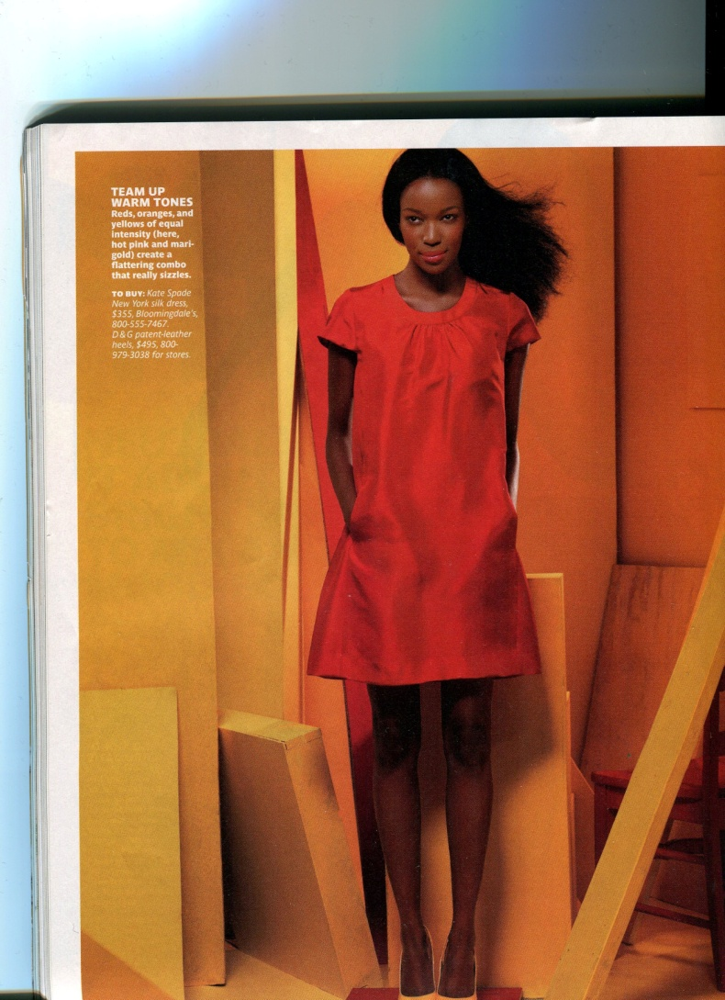 TEAM UP
WARM TONES
Reds, oranges, and
yellows of equal
intensity (here,
hot pink and mari-
gold) create a
flattering combo
that really sizzles.
TO BUY: Kate Spade
New York silk dress,
$355, Bloomingdale's,
800-555-7467.
D&G patent-leather
heels, $495, 800-
979-3038 for stores.